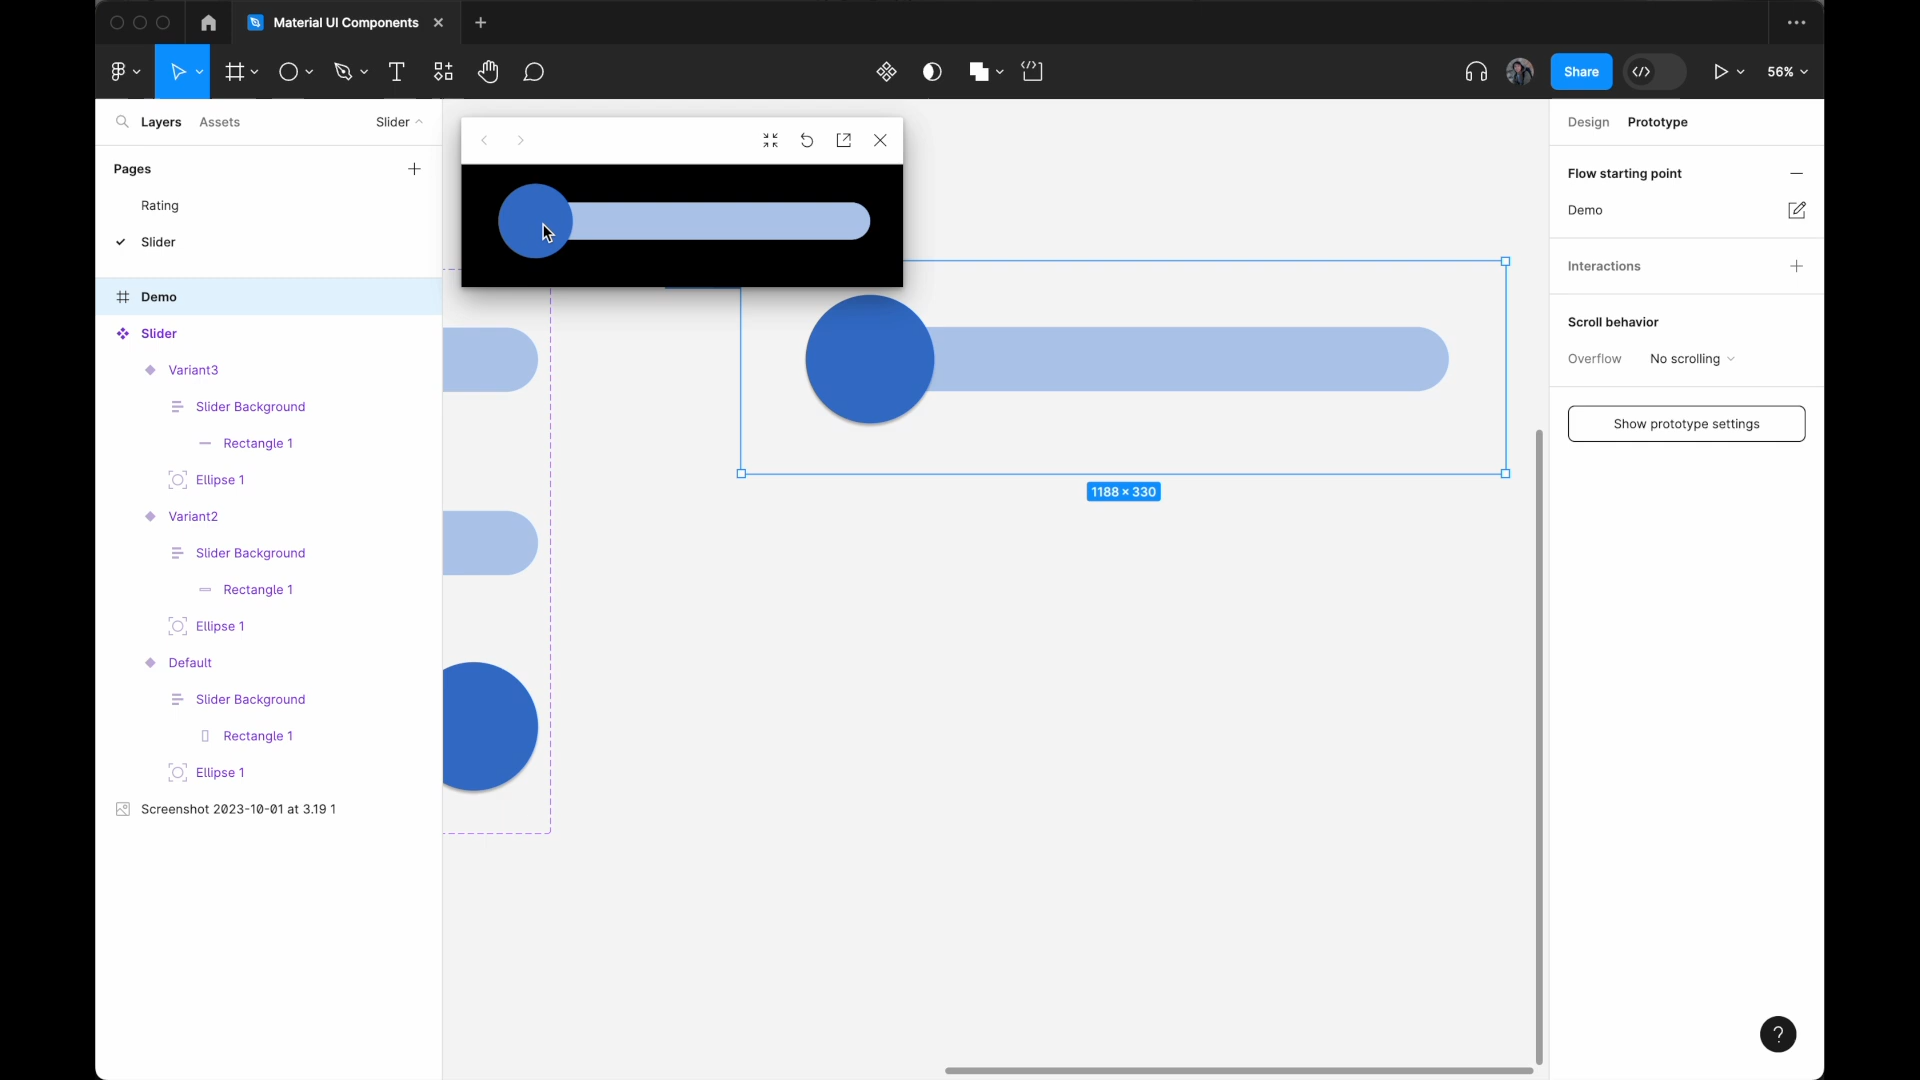 Material UI Components
Share
56%
Layers
Assets
Slider
Pages
Rating
Slider
Demo
Slider
Variant3
Slider Background
Rectangle 1
Ellipse 1
Variant2
Slider Background
Rectangle 1
Ellipse 1
Default
Slider Background
Rectangle 1
Ellipse 1
Screenshot 2023-10-01 at 3.19 1
1188 × 330
Design
Prototype
Flow starting point
Demo
Interactions
Scroll behavior
Overflow
No scrolling
Show prototype settings
?